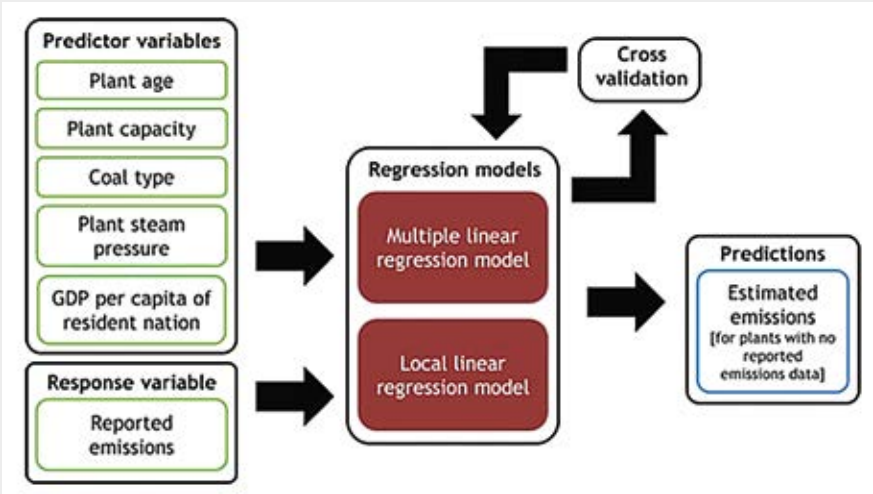 Predictor variables
Plant age
Plant capacity
Coal type
Plant steam
pressure
GDP per capita of
resident nation
Response variable
Reported
emissions
Regression models
Multiple linear
regression model
Local linear
regression model
Cross
validation
Predictions
Estimated
emissions
[for plants with no
reported
emissions data]